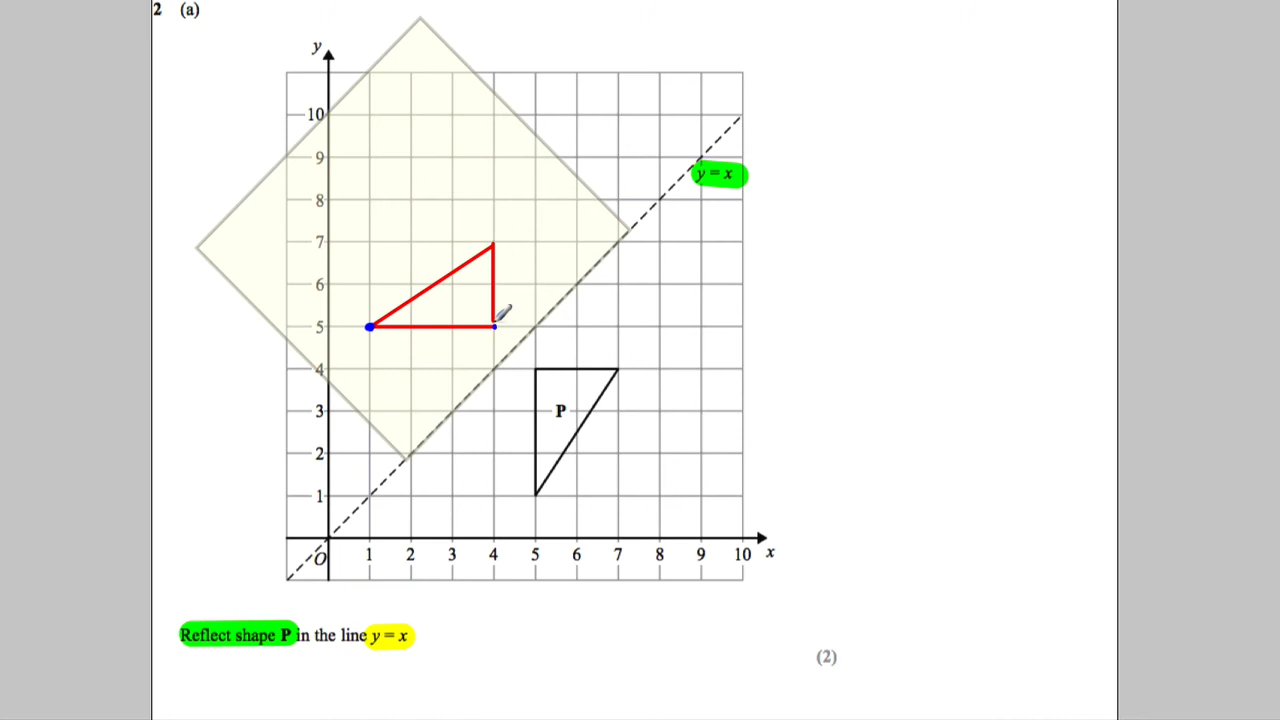 2 (a)
y
10
9
y = x
8
7
6
5
4
P
3
2
1
O 1 2 3 4 5 6 7 8 9 10 x
Reflect shape P in the line y = x
(2)